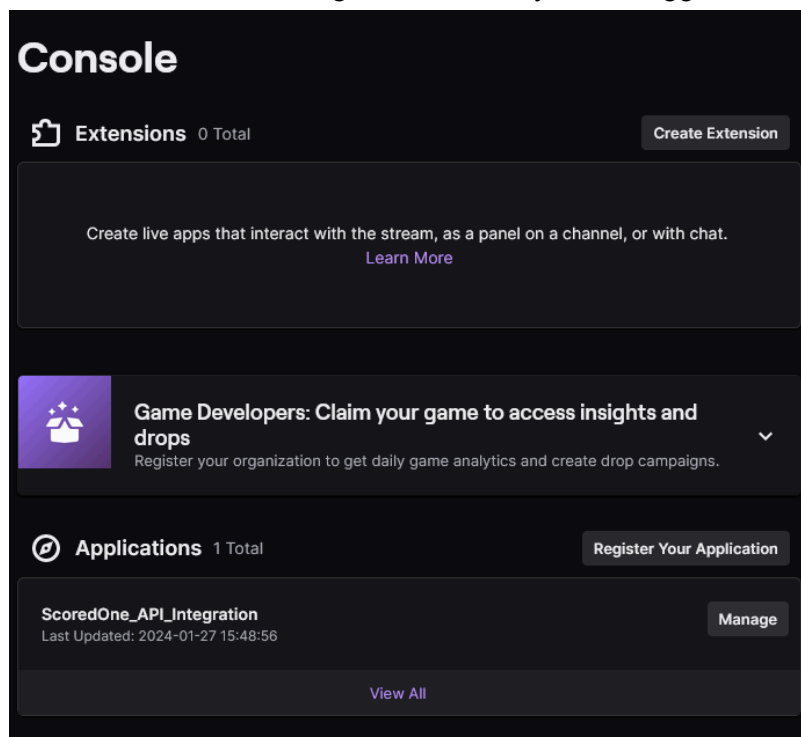 Console
Extensions 0 Total
Create Extension
Create live apps that interact with the stream, as a panel on a channel, or with chat.
Learn More
Game Developers: Claim your game to access insights and
drops
Register your organization to get daily game analytics and create drop campaigns.
Applications 1 Total
Register Your Application
ScoredOne_API_Integration
Last Updated: 2024-01-27 15:48:56
Manage
View All